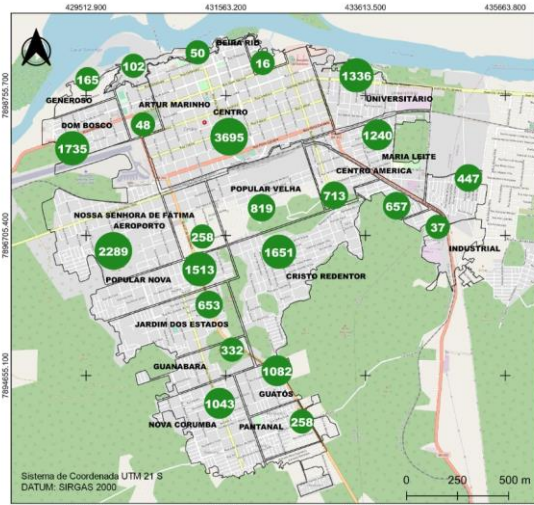 429512.900 431563.200 433613.500 435663.800
7898755.700
7896705.400
7894655.100
BEIRA RIO
50
16
102
165
1336
GENEROSO
ARTUR MARINHO
UNIVERSITÁRIO
CENTRO
DOM BOSCO
48
3695
1240
1735
MARIA LEITE
CENTRO AMERICA
447
POPULAR VELHA
713
657
819
NOSSA SENHORA DE FÁTIMA
AEROPORTO
258
37
2289
1651
INDUSTRIAL
1513
CRISTO REDENTOR
POPULAR NOVA
653
JARDIM DOS ESTADOS
332
GUANABARA
1082
GUATÓS
1043
NOVA CORUMBA
PANTANAL
258
Sistema de Coordenada UTM 21 S
DATUM: SIRGAS 2000
0 250 500 m